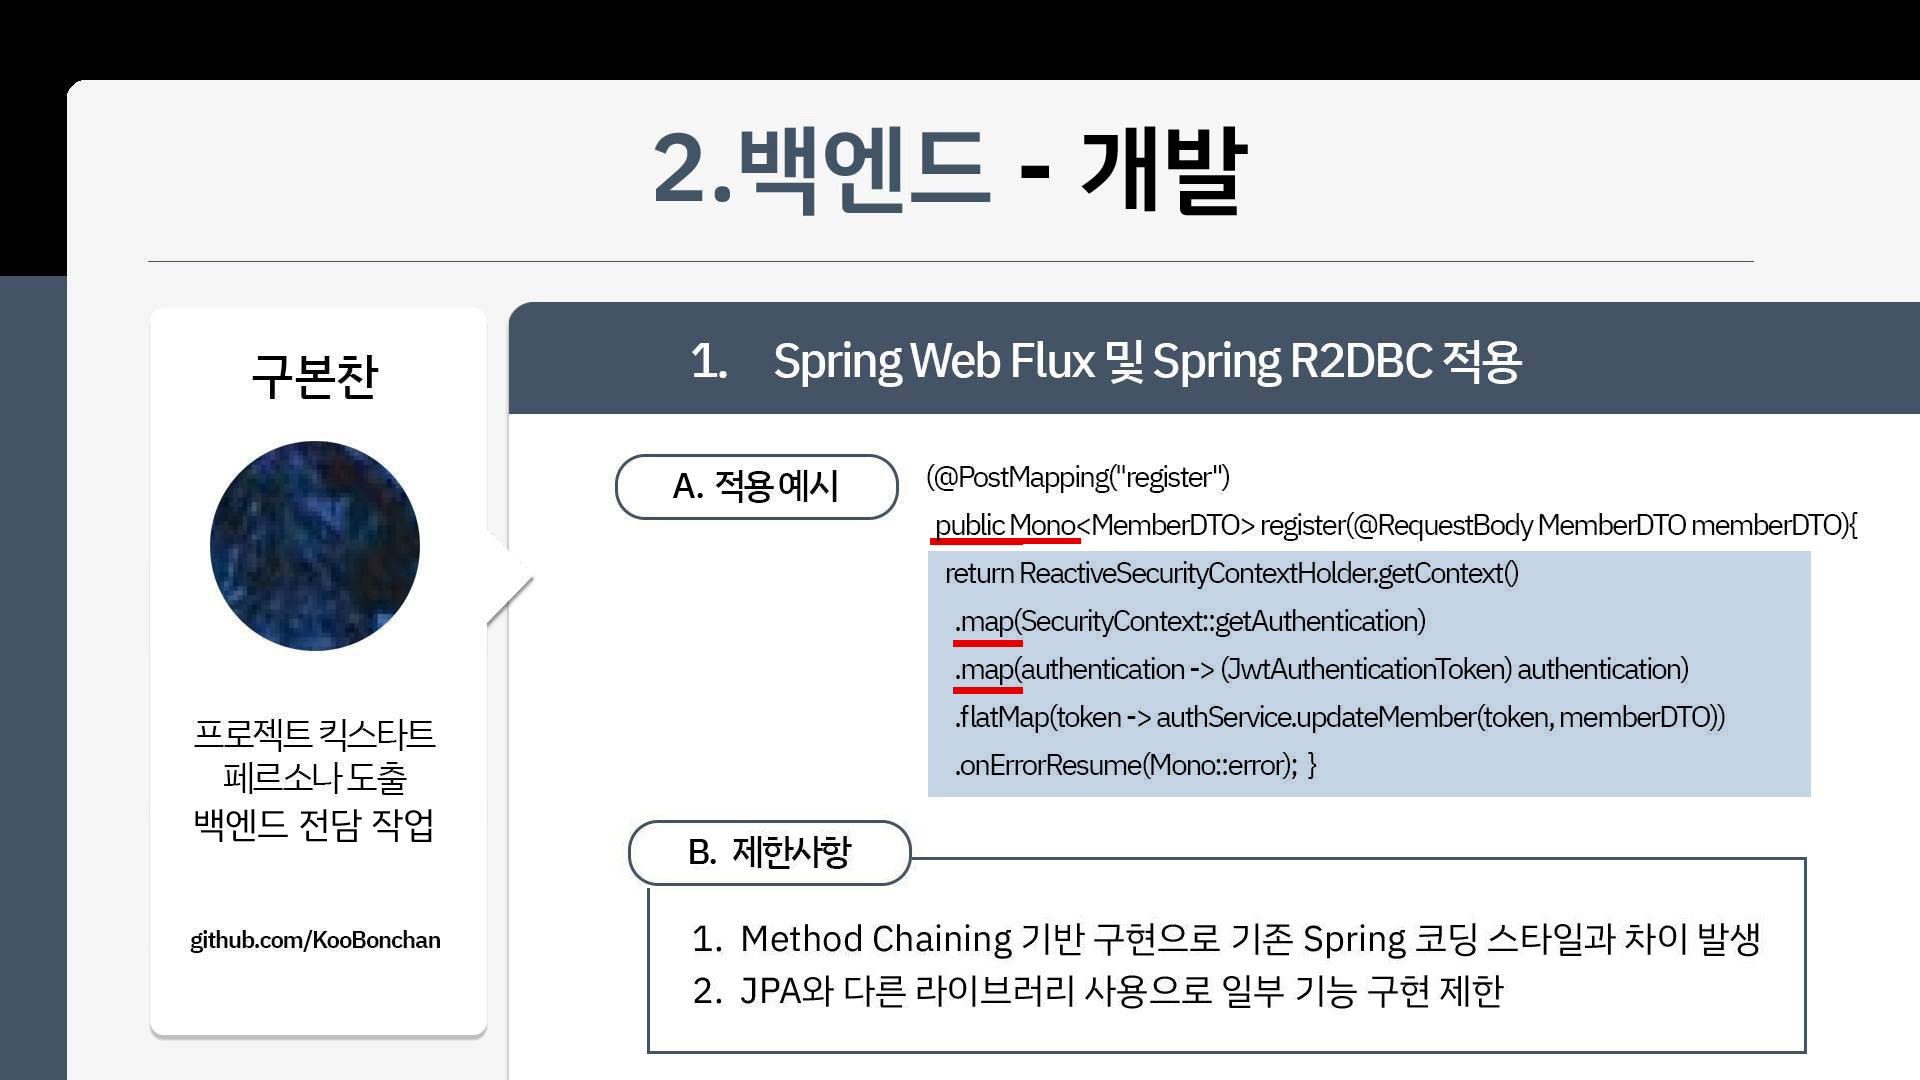 2.백엔드 - 개발
구본찬
프로젝트 킥스타트
페르소나 도출
백엔드 전담 작업
github.com/KooBonchan
1. Spring Web Flux 및 Spring R2DBC 적용
A. 적용 예시
(@PostMapping("register")
public Mono<MemberDTO> register(@RequestBody MemberDTO memberDTO){
return ReactiveSecurityContextHolder.getContext()
.map(SecurityContext::getAuthentication)
.map(authentication -> (JwtAuthenticationToken) authentication)
.flatMap(token -> authService.updateMember(token, memberDTO))
.onErrorResume(Mono::error); }
B. 제한사항
1. Method Chaining 기반 구현으로 기존 Spring 코딩 스타일과 차이 발생
2. JPA와 다른 라이브러리 사용으로 일부 기능 구현 제한